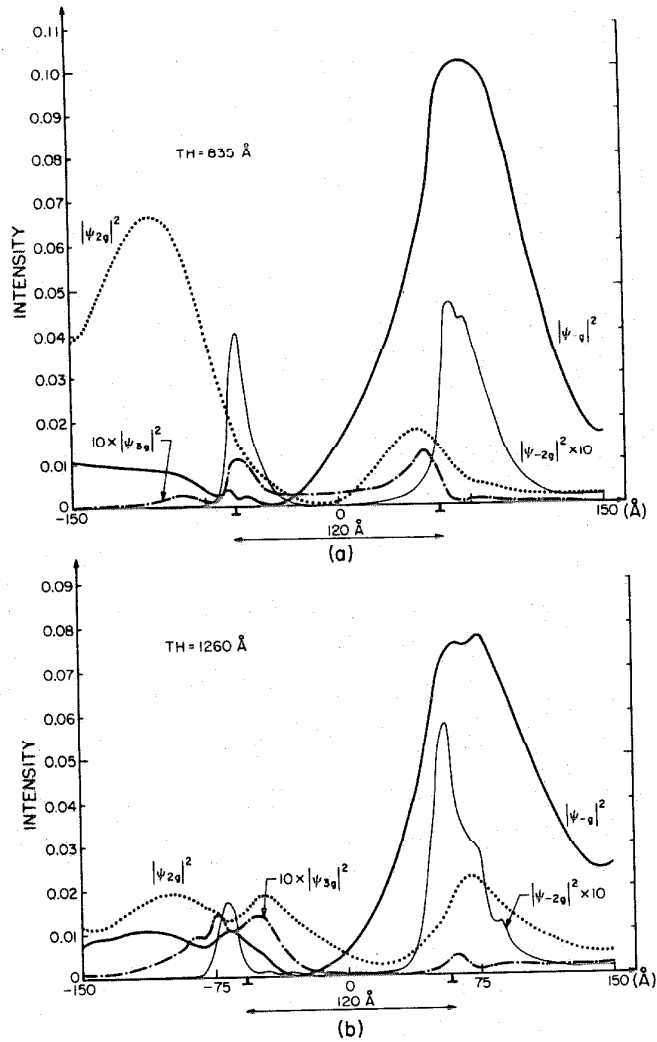 0.11
0.10
0.09
0.08
0.07
0.06
0.05
0.04
0.03
0.02
0.01
0
INTENSITY
TH = 835 Å
|ψ2g|²
10 × |ψ3g|²
|ψ-g|²
|ψ-2g|² × 10
-150
0
150 (Å)
120 Å
(a)
0.09
0.08
0.07
0.06
0.05
0.04
0.03
0.02
0.01
0
INTENSITY
TH = 1260 Å
|ψ2g|²
10 × |ψ3g|²
|ψ-g|²
|ψ-2g|² × 10
-150
-75
0
75
150 (Å)
120 Å
(b)